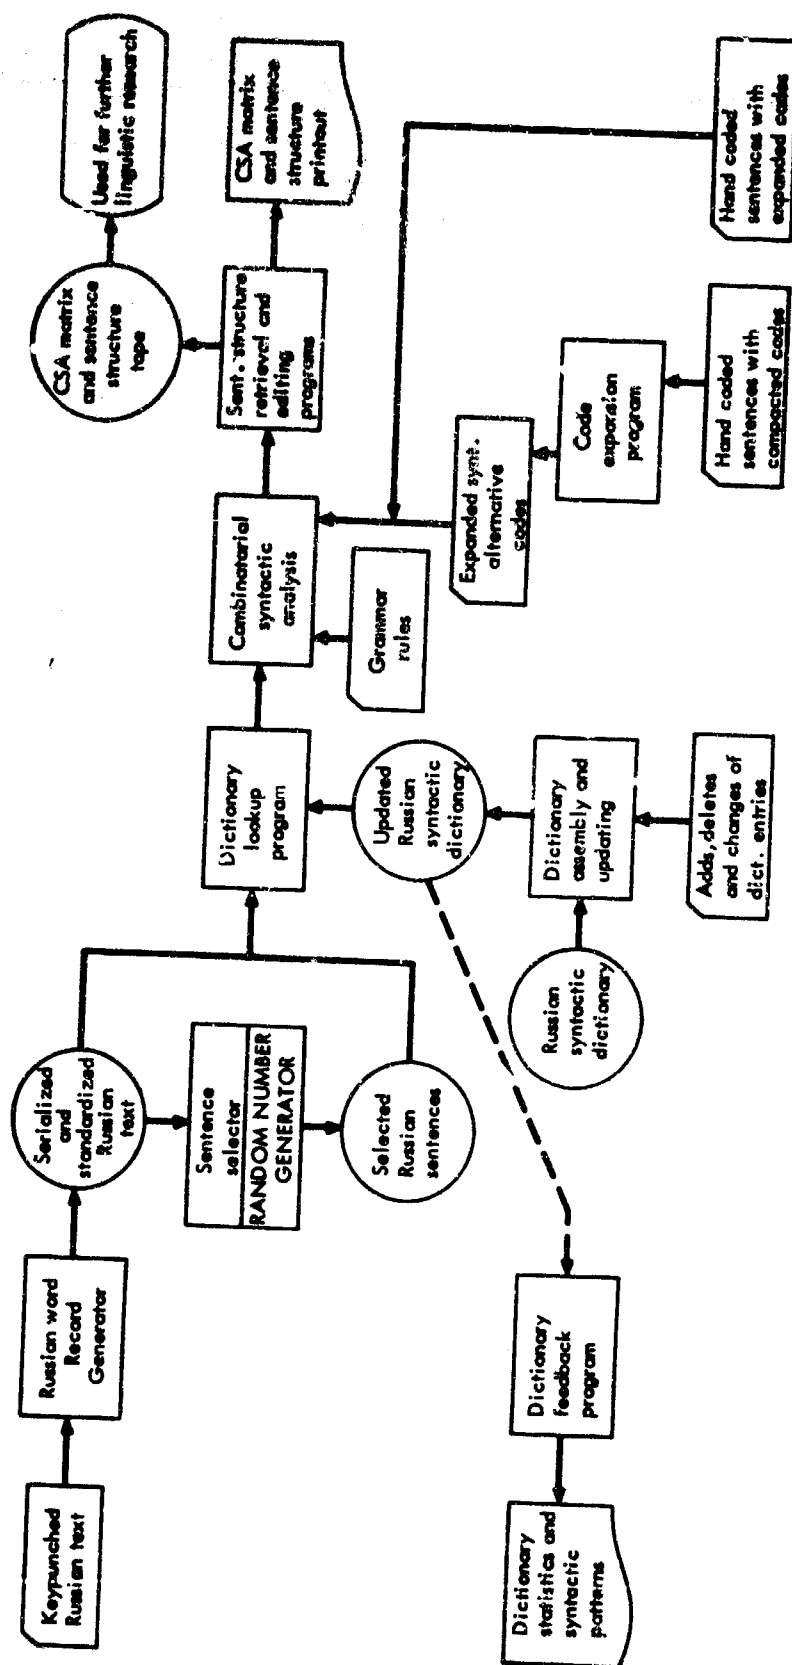 Keypunched
Russian text
Russian word
Record
Generator
Serialized
and
standardized
Russian
text
Sentence
selector
RANDOM NUMBER
GENERATOR
Selected
Russian
sentences
Dictionary
lookup
program
Combinatorial
syntactic
analysis
Grammar
rules
Sent. structure
retrieval and
editing
programs
CSA matrix
and sentence
structure
tape
Used for further
linguistic research
CSA matrix
and sentence
structure
printout
Updated
Russian
syntactic
dictionary
Russian
syntactic
dictionary
Dictionary
assembly and
updating
Adds, deletes
and changes of
dict. entries
Expanded synt.
alternative
codes
Code
expansion
program
Hand coded
sentences with
compacted codes
Hand coded
sentences with
expanded codes
Dictionary
feedback
program
Dictionary
statistics and
syntactic
patterns